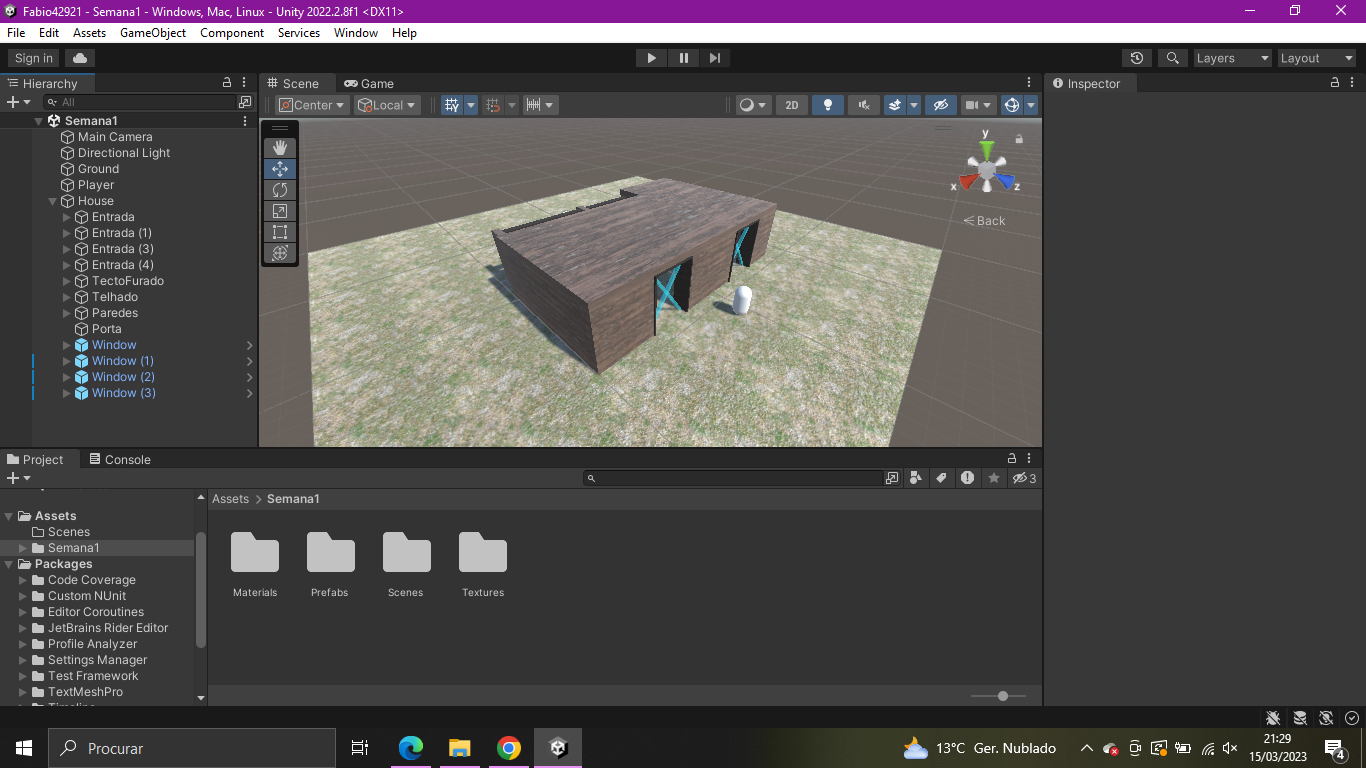 Fabio42921 - Semana1 - Windows, Mac, Linux - Unity 2022.2.8f1 <DX11>
File Edit Assets GameObject Component Services Window Help
Sign in Layers Layout
Hierarchy
All
Semana1
Main Camera
Directional Light
Ground
Player
House
Entrada
Entrada (1)
Entrada (3)
Entrada (4)
TectoFurado
Telhado
Paredes
Porta
Window
Window (1)
Window (2)
Window (3)
Scene Game
Center Local 2D
y
x z
Back
Inspector
Project Console
3
Assets
Scenes
Semana1
Packages
Code Coverage
Custom NUnit
Editor Coroutines
JetBrains Rider Editor
Profile Analyzer
Settings Manager
Test Framework
TextMeshPro
Assets > Semana1
Materials Prefabs Scenes Textures
Procurar
13°C Ger. Nublado
21:29
15/03/2023
4